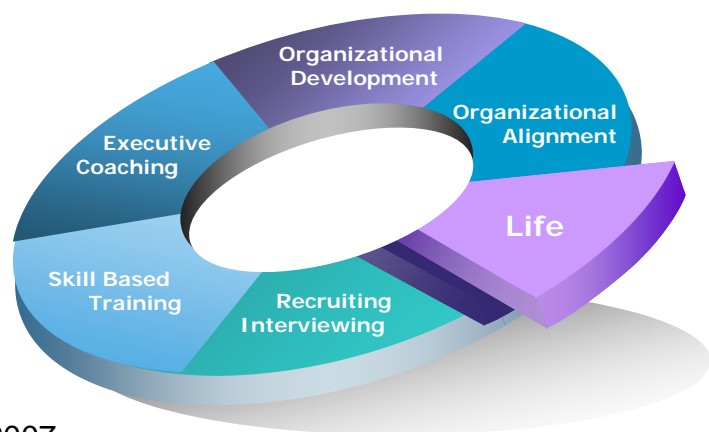 Organizational
Development
Organizational
Alignment
Executive
Coaching
Life
Skill Based
Training
Recruiting
Interviewing